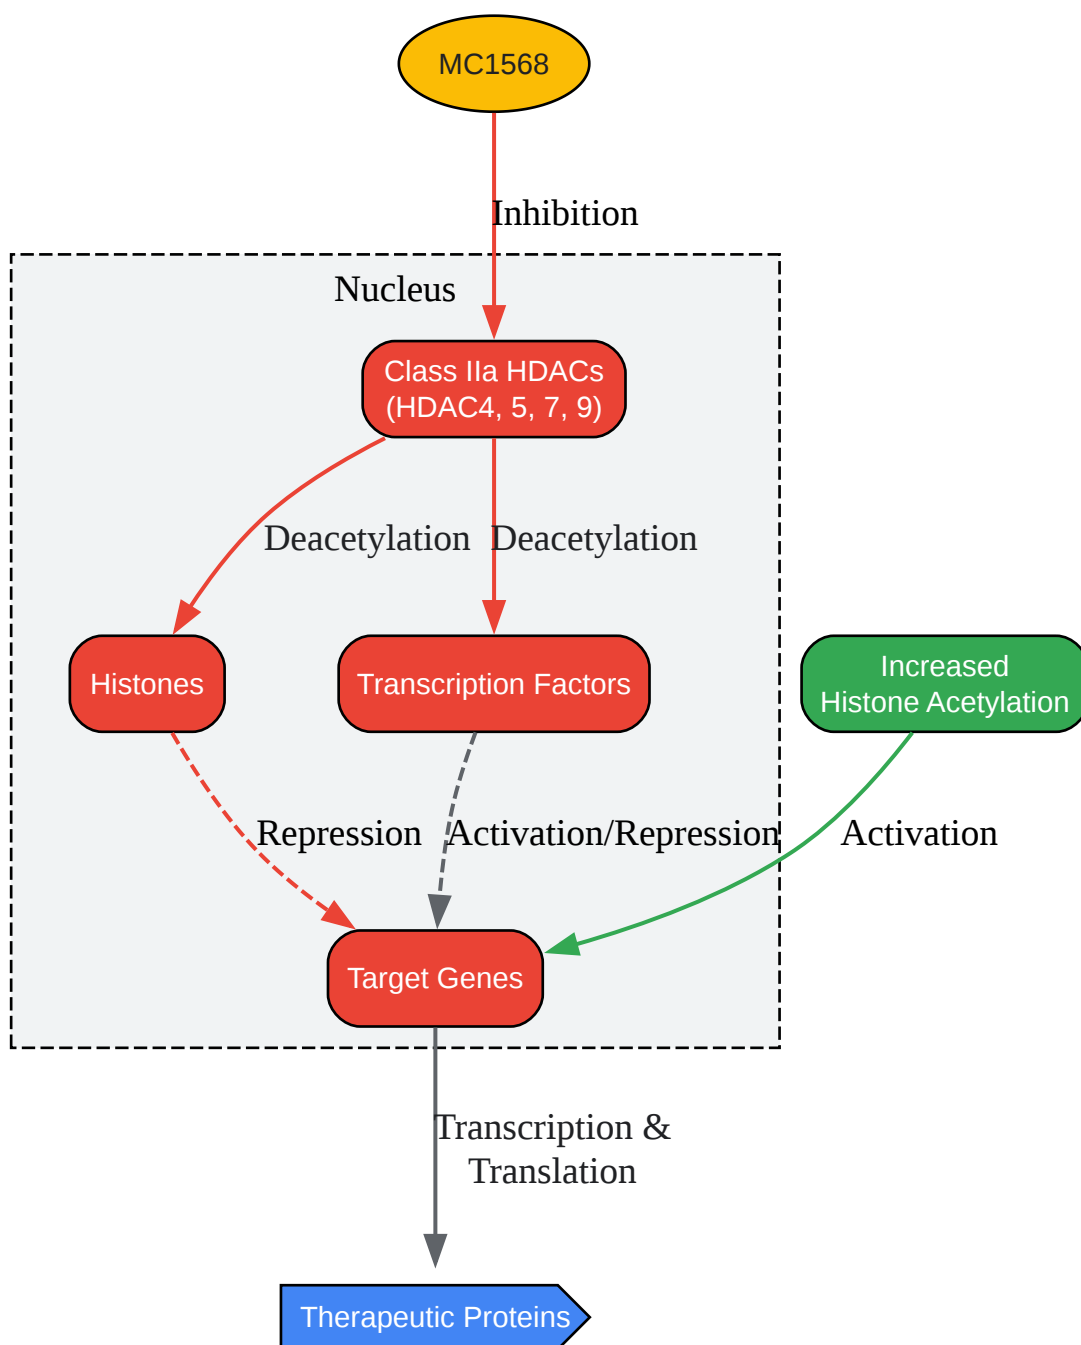 MC1568
Inhibition
Nucleus
Class IIa HDACs
(HDAC4, 5, 7, 9)
Deacetylation
Deacetylation
Histones
Transcription Factors
Increased
Histone Acetylation
Repression
Activation/Repression
Activation
Target Genes
Transcription &
Translation
Therapeutic Proteins